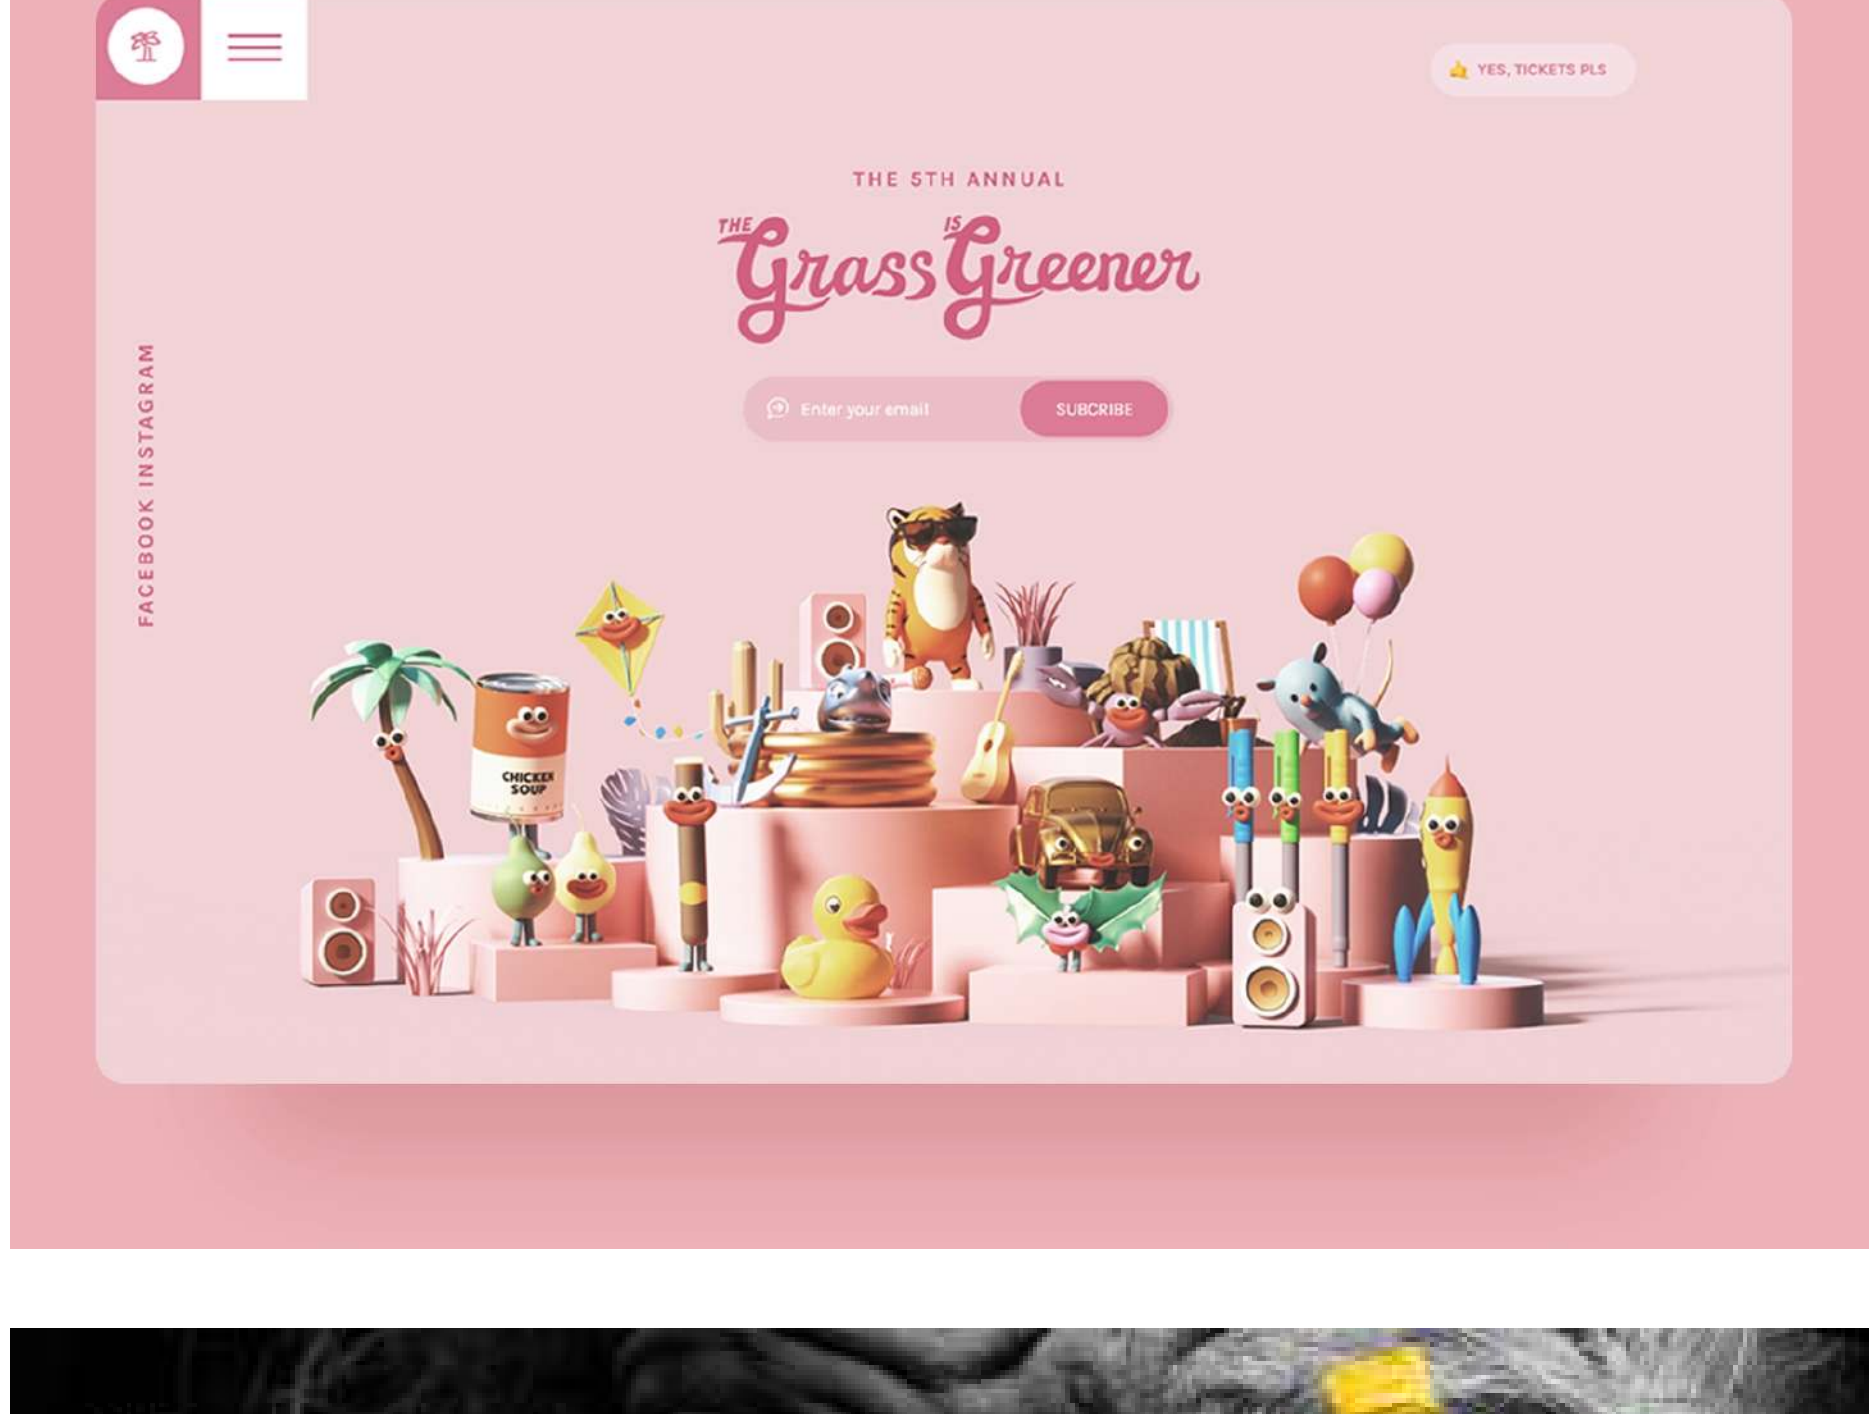 YES, TICKETS PLS
THE 5TH ANNUAL
THE Grass IS Greener
Enter your email
SUBCRIBE
FACEBOOK INSTAGRAM
CHICKEN
SOUP